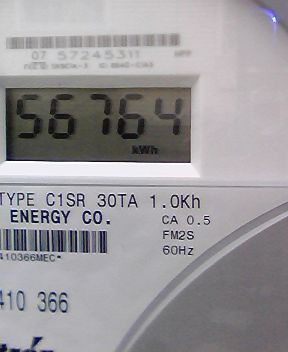 07 57245311
56764
kWh
TYPE C1SR 30TA 1.0Kh
ENERGY CO. CA 0.5
FM2S
410366MEC* 60Hz
410 366